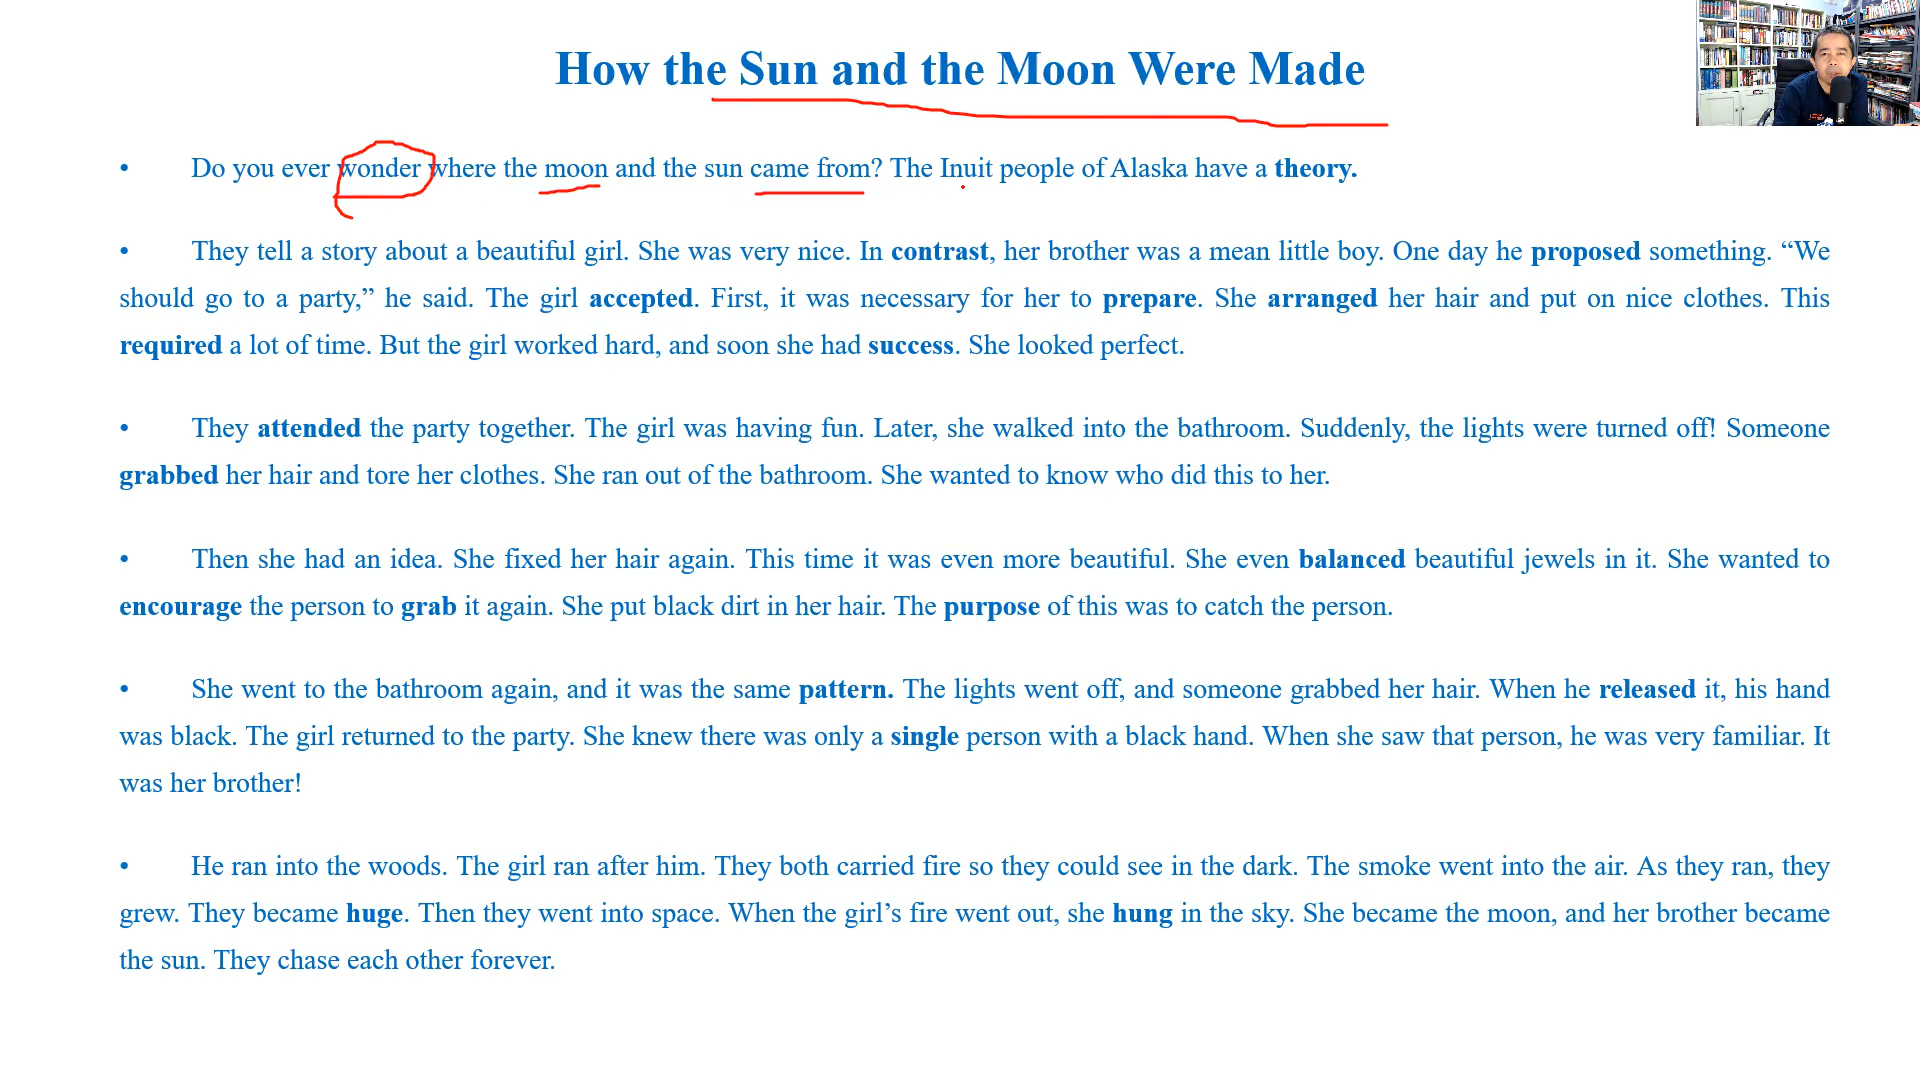 How the Sun and the Moon Were Made
• Do you ever wonder where the moon and the sun came from? The Inuit people of Alaska have a theory.
• They tell a story about a beautiful girl. She was very nice. In contrast, her brother was a mean little boy. One day he proposed something. “We
should go to a party,” he said. The girl accepted. First, it was necessary for her to prepare. She arranged her hair and put on nice clothes. This
required a lot of time. But the girl worked hard, and soon she had success. She looked perfect.
• They attended the party together. The girl was having fun. Later, she walked into the bathroom. Suddenly, the lights were turned off! Someone
grabbed her hair and tore her clothes. She ran out of the bathroom. She wanted to know who did this to her.
• Then she had an idea. She fixed her hair again. This time it was even more beautiful. She even balanced beautiful jewels in it. She wanted to
encourage the person to grab it again. She put black dirt in her hair. The purpose of this was to catch the person.
• She went to the bathroom again, and it was the same pattern. The lights went off, and someone grabbed her hair. When he released it, his hand
was black. The girl returned to the party. She knew there was only a single person with a black hand. When she saw that person, he was very familiar. It
was her brother!
• He ran into the woods. The girl ran after him. They both carried fire so they could see in the dark. The smoke went into the air. As they ran, they
grew. They became huge. Then they went into space. When the girl’s fire went out, she hung in the sky. She became the moon, and her brother became
the sun. They chase each other forever.